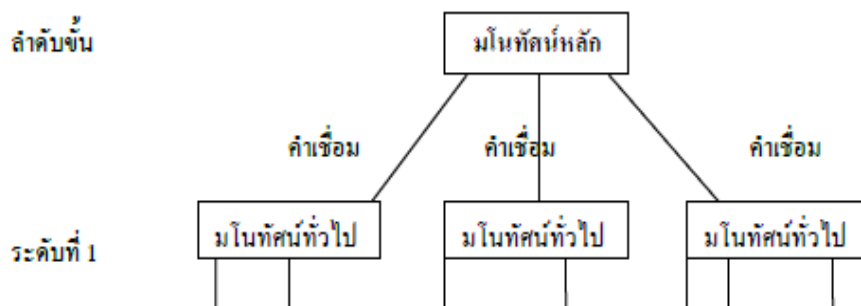 ลำดับขั้น
มโนทัศน์หลัก
คำเชื่อม คำเชื่อม คำเชื่อม
มโนทัศน์ทั่วไป มโนทัศน์ทั่วไป มโนทัศน์ทั่วไป
ระดับที่ 1